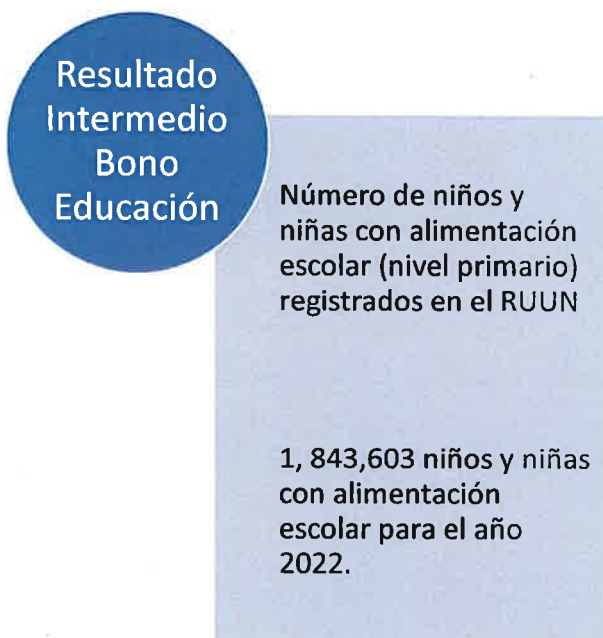 Resultado
Intermedio
Bono
Educación
Número de niños y
niñas con alimentación
escolar (nivel primario)
registrados en el RUUN
1, 843,603 niños y niñas
con alimentación
escolar para el año
2022.